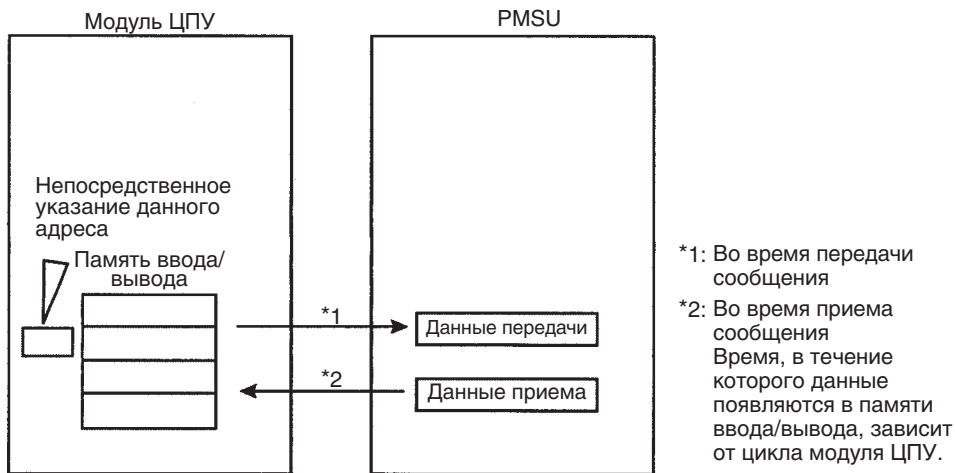 Модуль ЦПУ
PMSU
Непосредственное
указание данного
адреса
Память ввода/
вывода
*1
Данные передачи
*2
Данные приема
*1: Во время передачи
сообщения
*2: Во время приема
сообщения
Время, в течение
которого данные
появляются в памяти
ввода/вывода, зависит
от цикла модуля ЦПУ.